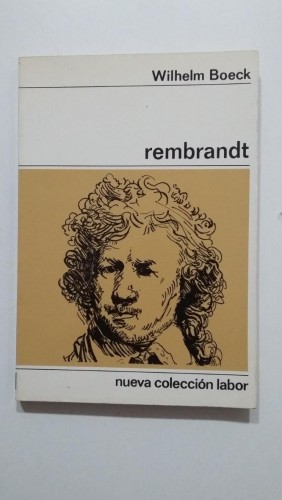 Wilhelm Boeck
rembrandt
nueva colección labor